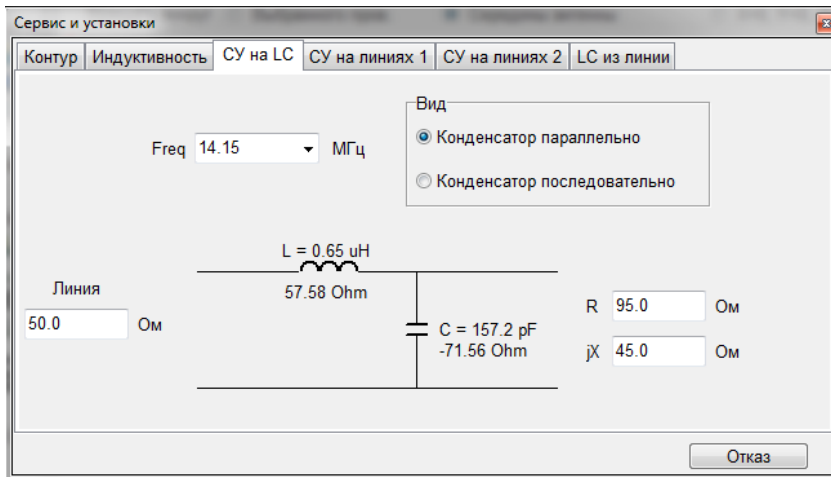 Сервис и установки
Контур Индуктивность СУ на LC СУ на линиях 1 СУ на линиях 2 LC из линии
Вид
Freq 14.15 МГц
Конденсатор параллельно
Конденсатор последовательно
L = 0.65 uH
57.58 Ohm
Линия
50.0 Ом
C = 157.2 pF
-71.56 Ohm
R 95.0 Ом
jX 45.0 Ом
Отказ